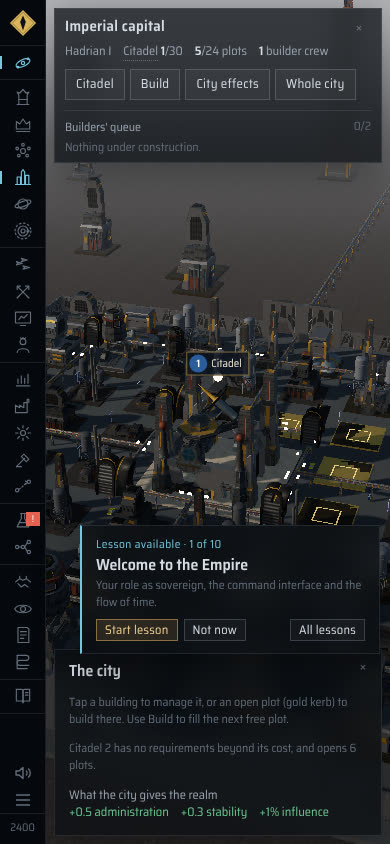 Imperial capital
×
Hadrian I Citadel 1/30 5/24 plots 1 builder crew
Citadel Build City effects Whole city
Builders' queue 0/2
Nothing under construction.
1 Citadel
!
Lesson available · 1 of 10
Welcome to the Empire
Your role as sovereign, the command interface and the
flow of time.
Start lesson Not now All lessons
The city ×
Tap a building to manage it, or an open plot (gold kerb) to
build there. Use Build to fill the next free plot.
Citadel 2 has no requirements beyond its cost, and opens 6
plots.
What the city gives the realm
+0.5 administration +0.3 stability +1% influence
2400